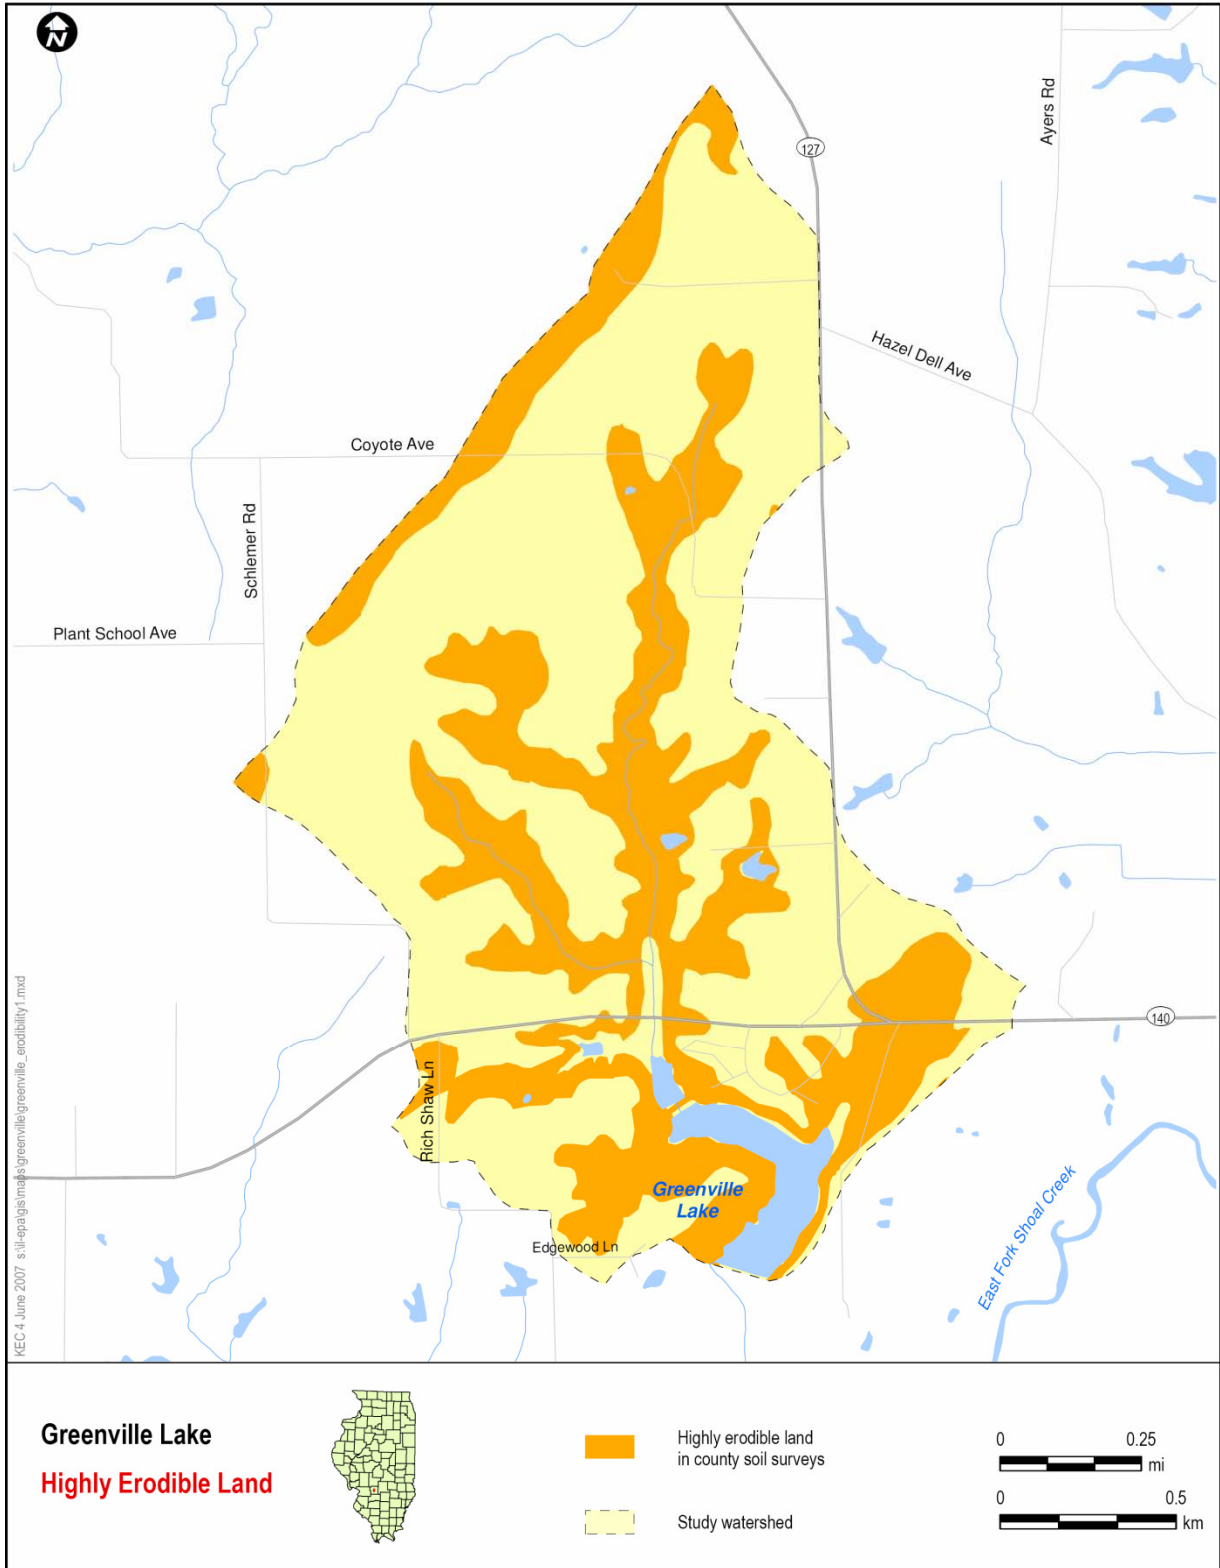 N
127
Ayers Rd
Hazel Dell Ave
Coyote Ave
Schlemer Rd
Plant School Ave
140
Rich Shaw Ln
Greenville
Lake
Edgewood Ln
East Fork Shoal Creek
KEC 4 June 2007 s:\il-epa\gis\maps\greenville\greenville_erodibility1.mxd
Greenville Lake
Highly Erodible Land
Highly erodible land
in county soil surveys
Study watershed
0 0.25
mi
0 0.5
km